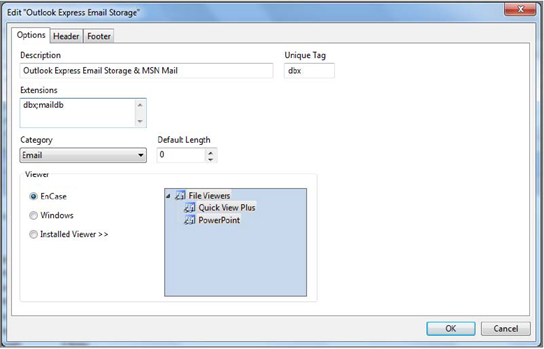 Edit "Outlook Express Email Storage"
Options Header Footer
Description Unique Tag
Outlook Express Email Storage & MSN Mail dbx
Extensions
dbx;maildb
Category Default Length
Email 0
Viewer
EnCase
Windows
Installed Viewer >>
File Viewers
Quick View Plus
PowerPoint
OK Cancel